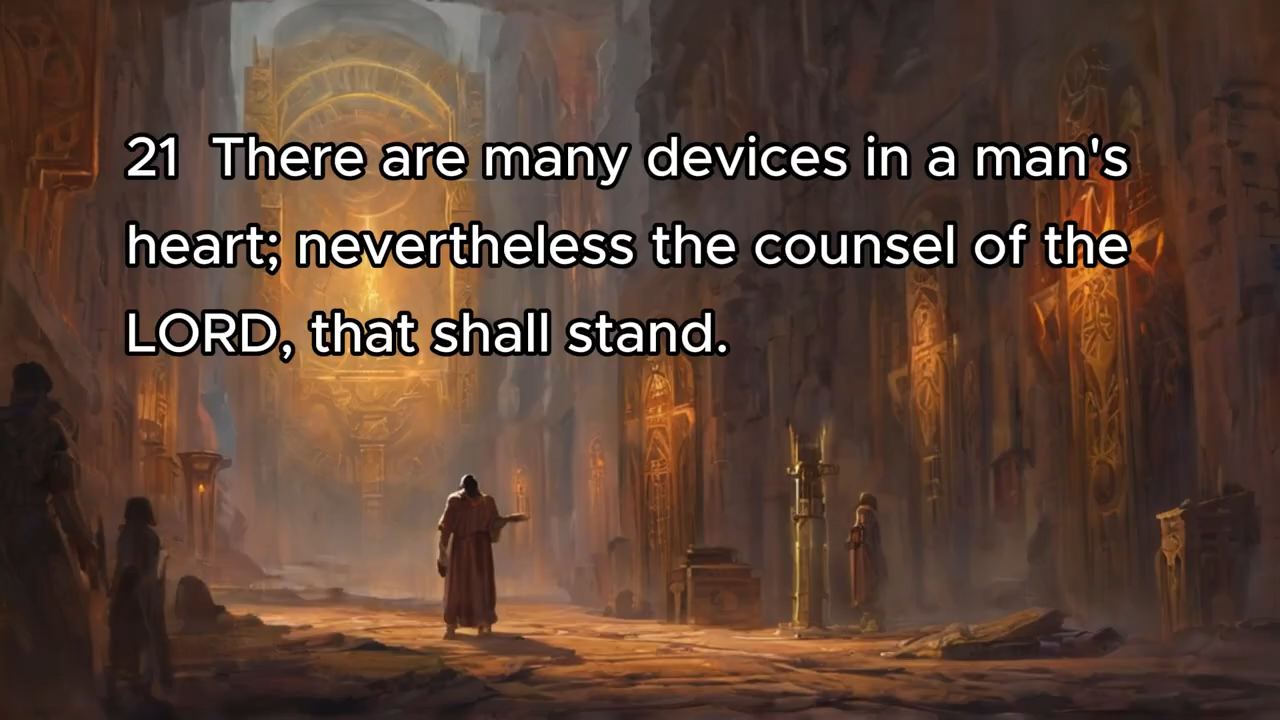 21  There are many devices in a man's
heart; nevertheless the counsel of the
LORD, that shall stand.